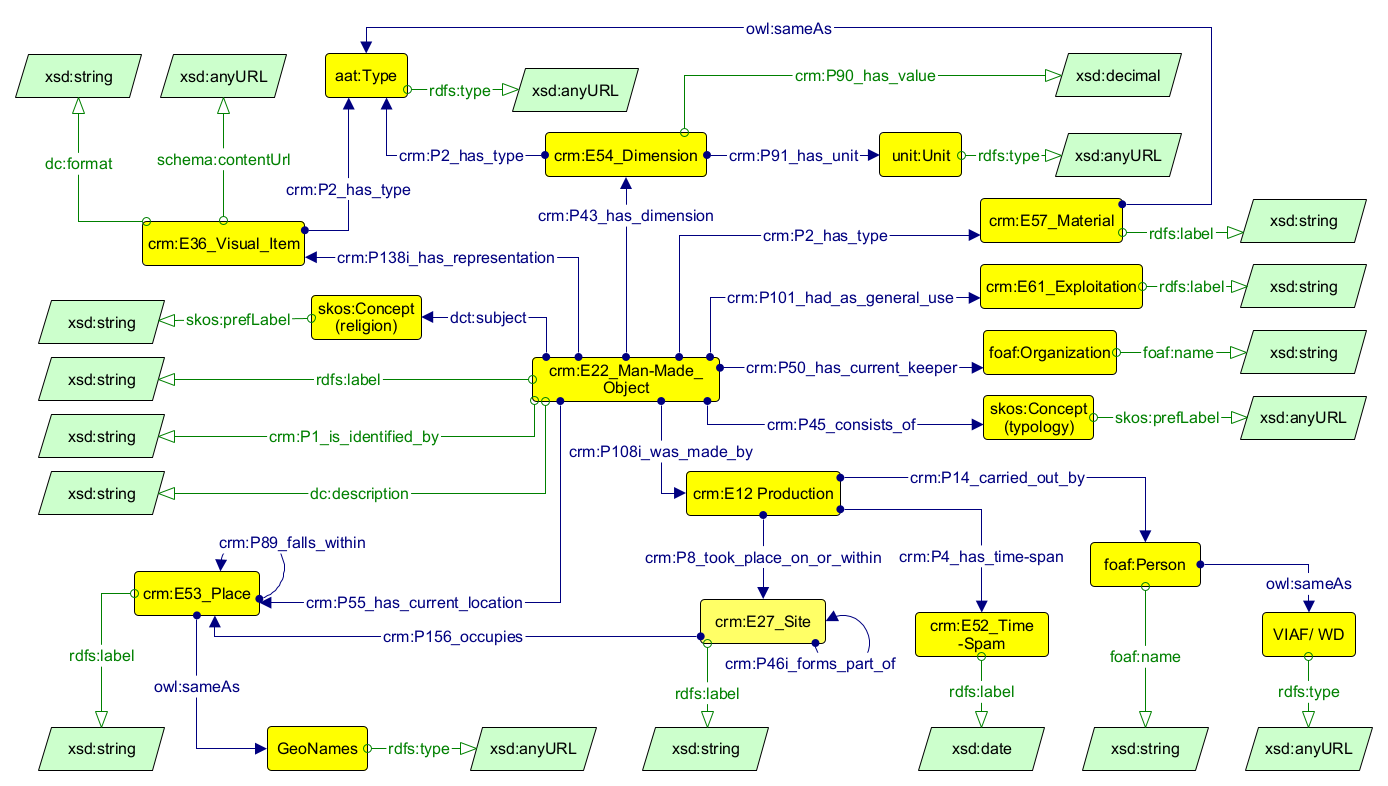 owl:sameAs
xsd:string
xsd:anyURL
aat:Type
rdfs:type
xsd:anyURL
crm:P90_has_value
xsd:decimal
dc:format
schema:contentUrl
crm:P2_has_type
crm:P2_has_type
crm:E54_Dimension
crm:P91_has_unit
unit:Unit
rdfs:type
xsd:anyURL
crm:P43_has_dimension
crm:E57_Material
xsd:string
rdfs:label
crm:E36_Visual_Item
crm:P2_has_type
crm:P138i_has_representation
crm:P101_had_as_general_use
crm:E61_Exploitation
rdfs:label
xsd:string
xsd:string
skos:prefLabel
skos:Concept
(religion)
dct:subject
foaf:Organization
foaf:name
xsd:string
xsd:string
rdfs:label
crm:E22_Man-Made_
Object
crm:P50_has_current_keeper
skos:Concept
(typology)
skos:prefLabel
xsd:anyURL
xsd:string
crm:P1_is_identified_by
crm:P45_consists_of
crm:P108i_was_made_by
xsd:string
dc:description
crm:E12 Production
crm:P14_carried_out_by
crm:P89_falls_within
crm:P8_took_place_on_or_within
crm:P4_has_time-span
foaf:Person
owl:sameAs
crm:E53_Place
crm:P55_has_current_location
crm:E27_Site
crm:E52_Time
-Spam
VIAF/ WD
crm:P156_occupies
rdfs:label
crm:P46i_forms_part_of
foaf:name
owl:sameAs
rdfs:label
rdfs:label
rdfs:type
xsd:string
GeoNames
rdfs:type
xsd:anyURL
xsd:string
xsd:date
xsd:string
xsd:anyURL